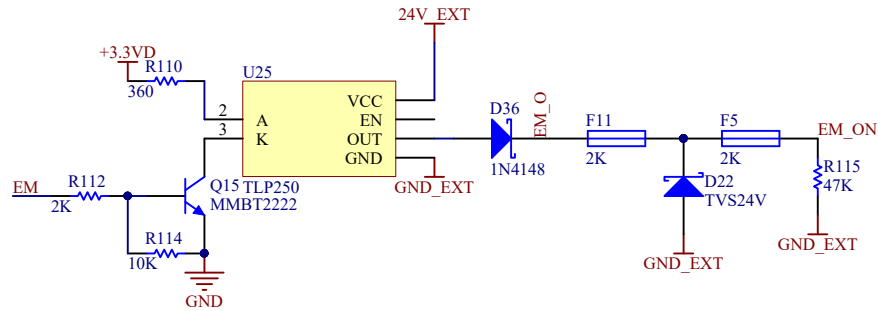 24V_EXT
+3.3VD
R110
360
U25
2
A
3
K
VCC
EN
OUT
GND
TLP250
GND_EXT
D36
1N4148
EM_O
F11
2K
F5
2K
EM_ON
R115
47K
GND_EXT
D22
TVS24V
GND_EXT
EM
R112
2K
Q15
MMBT2222
R114
10K
GND